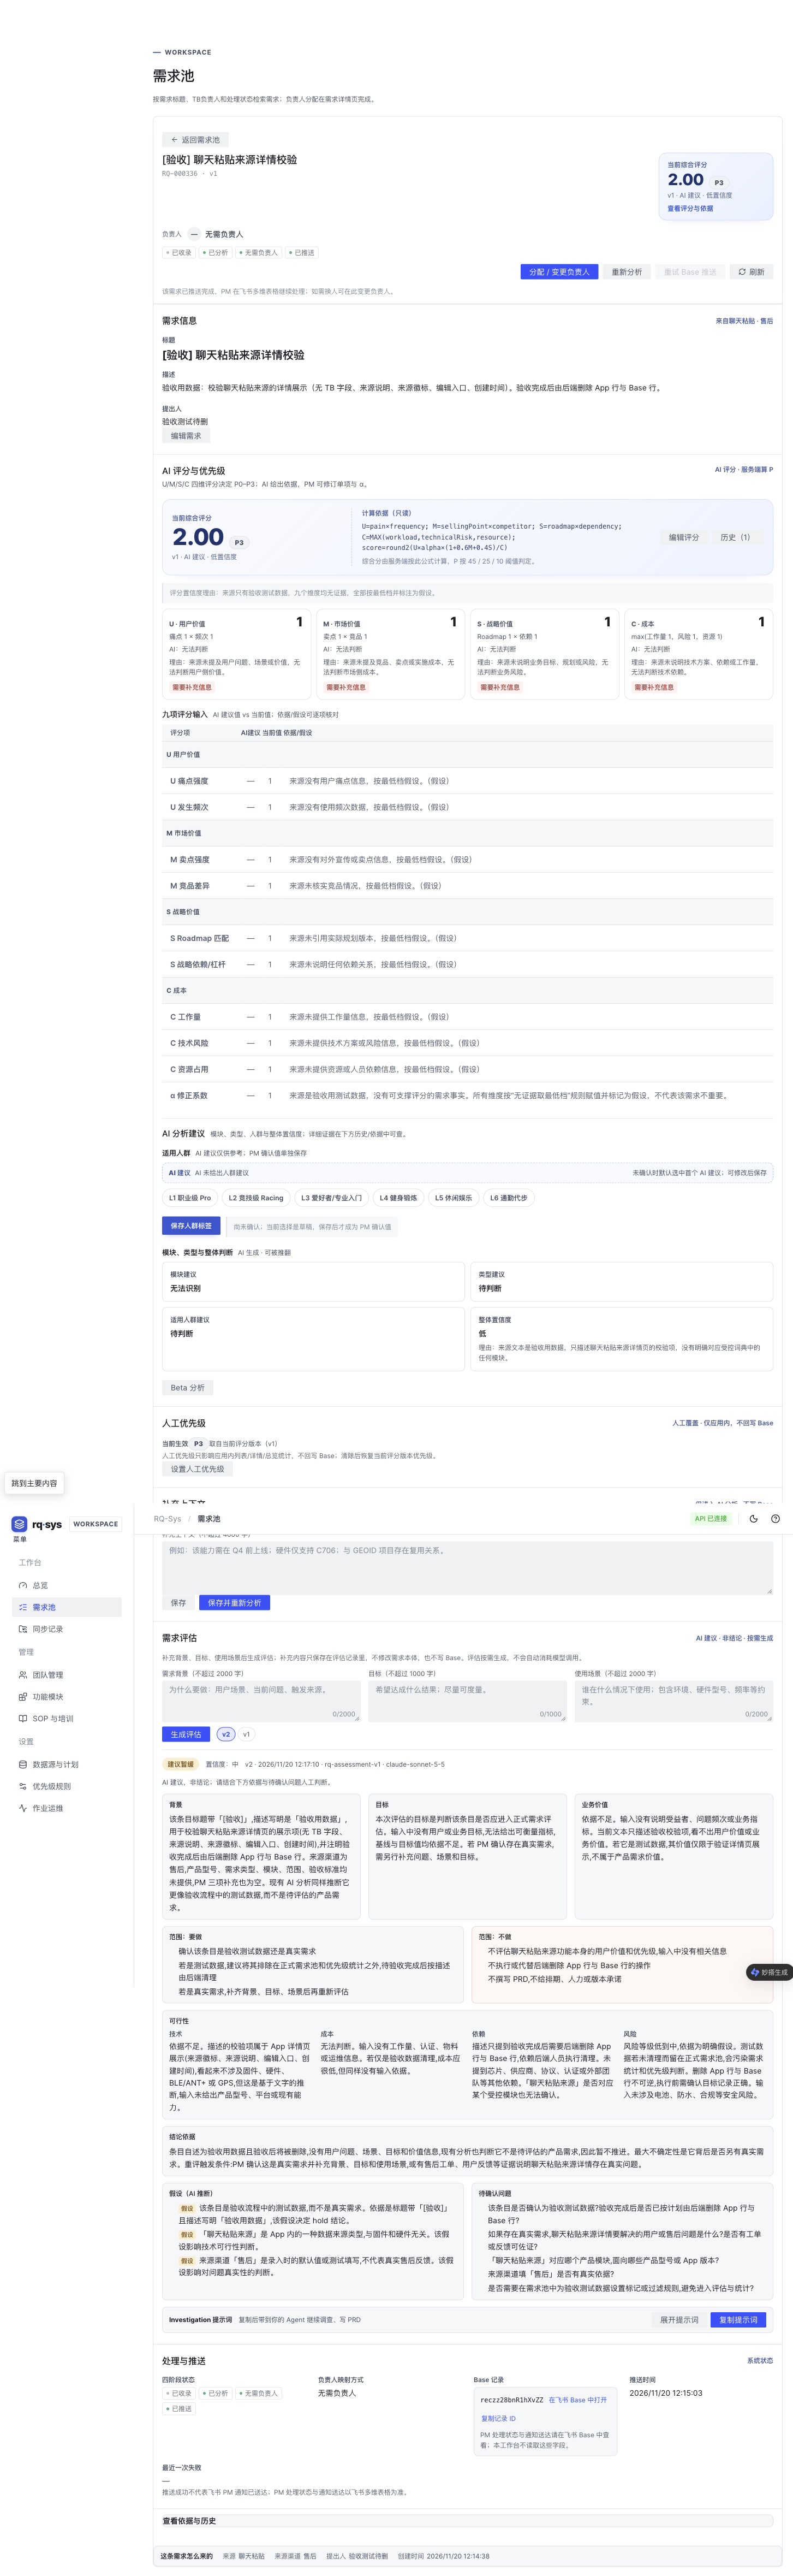 WORKSPACE
需求池
按需求标题、TB负责人和处理状态检索需求；负责人分配在需求详情页完成。
← 返回需求池
[验收] 聊天粘贴来源详情校验
RQ-000336 · v1
当前综合评分
2.00 P3
v1 · AI 建议 · 低置信度
查看评分与依据
负责人 — 无需负责人
已收录 已分析 无需负责人 已推送
分配 / 变更负责人 重新分析 重试 Base 推送 刷新
该需求已推送完成，PM 在飞书多维表格继续处理；如需换人可在此变更负责人。
需求信息
来自聊天粘贴 · 售后
标题
[验收] 聊天粘贴来源详情校验
描述
验收用数据：校验聊天粘贴来源的详情展示（无 TB 字段、来源说明、来源徽标、编辑入口、创建时间）。验收完成后由后端删除 App 行与 Base 行。
提出人
验收测试待删
编辑需求
AI 评分与优先级
AI 评分 · 服务端算 P
U/M/S/C 四维评分决定 P0–P3；AI 给出依据，PM 可修订单项与 α。
当前综合评分
2.00 P3
v1 · AI 建议 · 低置信度
计算依据（只读）
U=pain×frequency; M=sellingPoint×competitor; S=roadmap×dependency;
C=MAX(workload,technicalRisk,resource);
score=round2(U×alpha×(1+0.6M+0.4S)/C)
综合分由服务端按此公式计算，P 按 45 / 25 / 10 阈值判定。
编辑评分 历史（1）
评分置信度理由：来源只有验收测试数据，九个维度均无证据，全部按最低档并标注为假设。
U · 用户价值 1
痛点 1 × 频次 1
AI：无法判断
理由：来源未提及用户问题、场景或价值，无法判断用户侧价值。
需要补充信息
M · 市场价值 1
卖点 1 × 竞品 1
AI：无法判断
理由：来源未提及竞品、卖点或实施成本，无法判断市场侧成本。
需要补充信息
S · 战略价值 1
Roadmap 1 × 依赖 1
AI：无法判断
理由：来源未说明业务目标、规划或风险，无法判断业务风险。
需要补充信息
C · 成本 1
max(工作量 1，风险 1，资源 1)
AI：无法判断
理由：来源未说明技术方案、依赖或工作量，无法判断技术依赖。
需要补充信息
九项评分输入 AI 建议值 vs 当前值；依据/假设可逐项核对
评分项 AI建议 当前值 依据/假设
U 用户价值
U 痛点强度 — 1 来源没有用户痛点信息，按最低档假设。（假设）
U 发生频次 — 1 来源没有使用频次数据，按最低档假设。（假设）
M 市场价值
M 卖点强度 — 1 来源没有对外宣传或卖点信息，按最低档假设。（假设）
M 竞品差异 — 1 来源未核实竞品情况，按最低档假设。（假设）
S 战略价值
S Roadmap 匹配 — 1 来源未引用实际规划版本，按最低档假设。（假设）
S 战略依赖/杠杆 — 1 来源未说明任何依赖关系，按最低档假设。（假设）
C 成本
C 工作量 — 1 来源未提供工作量信息，按最低档假设。（假设）
C 技术风险 — 1 来源未提供技术方案或风险信息，按最低档假设。（假设）
C 资源占用 — 1 来源未提供资源或人员依赖信息，按最低档假设。（假设）
α 修正系数 — 1 来源是验收用测试数据，没有可支撑评分的需求事实。所有维度按“无证据取最低档”规则赋值并标记为假设，不代表该需求不重要。
AI 分析建议 模块、类型、人群与整体置信度；详细证据在下方历史/依据中可查。
适用人群 AI 建议仅供参考；PM 确认值单独保存
AI 建议 AI 未给出人群建议 未确认时默认选中首个 AI 建议；可修改后保存
L1 职业级 Pro L2 竞技级 Racing L3 爱好者/专业入门 L4 健身锻炼 L5 休闲娱乐 L6 通勤代步
保存人群标签 尚未确认；当前选择是草稿，保存后才成为 PM 确认值
模块、类型与整体判断 AI 生成 · 可被推翻
模块建议
无法识别
类型建议
待判断
适用人群建议
待判断
整体置信度
低
理由：来源文本是验收用数据，只描述聊天粘贴来源详情页的校验项，没有明确对应受控词典中的任何模块。
Beta 分析
人工优先级
人工覆盖 · 仅应用内，不回写 Base
当前生效 P3 取自当前评分版本（v1）
人工优先级只影响应用内列表/详情/总览统计，不回写 Base；清除后恢复当前评分版本优先级。
设置人工优先级
跳到主要内容
rq·sys WORKSPACE
菜单
工作台
总览
需求池
同步记录
管理
团队管理
功能模块
SOP 与培训
设置
数据源与计划
优先级规则
作业运维
RQ-Sys / 需求池
API 已连接
例如：该能力需在 Q4 前上线；硬件仅支持 C706；与 GEOID 项目存在复用关系。
保存 保存并重新分析
需求评估
AI 建议 · 非结论 · 按需生成
补充背景、目标、使用场景后生成评估；补充内容只保存在评估记录里，不修改需求本体，也不写 Base。评估按需生成，不会自动消耗模型调用。
需求背景（不超过 2000 字）
为什么要做：用户场景、当前问题、触发来源。
0/2000
目标（不超过 1000 字）
希望达成什么结果；尽量可度量。
0/1000
使用场景（不超过 2000 字）
谁在什么情况下使用；包含环境、硬件型号、频率等约束。
0/2000
生成评估 v2 v1
建议暂缓 置信度：中 v2 · 2026/11/20 12:17:10 · rq-assessment-v1 · claude-sonnet-5-5
AI 建议，非结论；请结合下方依据与待确认问题人工判断。
背景
该条目标题带「[验收]」,描述写明是「验收用数据」,用于校验聊天粘贴来源详情页的展示项(无 TB 字段、来源说明、来源徽标、编辑入口、创建时间),并注明验收完成后由后端删除 App 行与 Base 行。来源渠道为售后,产品型号、需求类型、模块、范围、验收标准均未提供,PM 三项补充也为空。现有 AI 分析同样推断它更像验收流程中的测试数据,而不是待评估的产品需求。
目标
本次评估的目标是判断该条目是否应进入正式需求评估。输入中没有用户或业务目标,无法给出可衡量指标,基线与目标值均依据不足。若 PM 确认存在真实需求,需另行补充问题、场景和目标。
业务价值
依据不足。输入没有说明受益者、问题频次或业务指标。当前文本只描述验收校验项,看不出用户价值或业务价值。若它是测试数据,其价值仅限于验证详情页展示,不属于产品需求价值。
范围：要做
确认该条目是验收测试数据还是真实需求
若是测试数据,建议将其排除在正式需求池和优先级统计之外,待验收完成后按描述由后端清理
若是真实需求,补齐背景、目标、场景后再重新评估
范围：不做
不评估聊天粘贴来源功能本身的用户价值和优先级,输入中没有相关信息
不执行或代替后端删除 App 行与 Base 行的操作
不撰写 PRD,不给排期、人力或版本承诺
妙搭生成
可行性
技术
依据不足。描述的校验项属于 App 详情页展示(来源徽标、来源说明、编辑入口、创建时间),看起来不涉及固件、硬件、BLE/ANT+ 或 GPS,但这是基于文字的推断,输入未给出产品型号、平台或现有能力。
成本
无法判断。输入没有工作量、认证、物料或运维信息。若仅是验收数据清理,成本应很低,但同样没有输入依据。
依赖
描述只提到验收完成后需要后端删除 App 行与 Base 行,依赖后端人员执行清理。未提到芯片、供应商、协议、认证或外部团队等其他依赖。「聊天粘贴来源」是否对应某个受控模块也无法确认。
风险
风险等级低到中,依据为明确假设。测试数据若未清理而留在正式需求池,会污染需求统计和优先级判断。删除 App 行与 Base 行不可逆,执行前需确认目标记录正确。输入未涉及电池、防水、合规等安全风险。
结论依据
条目自述为验收用数据且验收后将被删除,没有用户问题、场景、目标和价值信息,现有分析也判断它不是待评估的产品需求,因此暂不推进。最大不确定性是它背后是否另有真实需求。重评触发条件:PM 确认这是真实需求并补充背景、目标和使用场景,或有售后工单、用户反馈等证据说明聊天粘贴来源详情存在真实问题。
假设（AI 推断）
假设 该条目是验收流程中的测试数据,而不是真实需求。依据是标题带「[验收]」且描述写明「验收用数据」,该假设决定 hold 结论。
假设 「聊天粘贴来源」是 App 内的一种数据来源类型,与固件和硬件无关。该假设影响技术可行性判断。
假设 来源渠道「售后」是录入时的默认值或测试填写,不代表真实售后反馈。该假设影响对问题真实性的判断。
待确认问题
该条目是否确认为验收测试数据?验收完成后是否已按计划由后端删除 App 行与 Base 行?
如果存在真实需求,聊天粘贴来源详情要解决的用户或售后问题是什么?是否有工单或反馈可佐证?
「聊天粘贴来源」对应哪个产品模块,面向哪些产品型号或 App 版本?
来源渠道填「售后」是否有真实依据?
是否需要在需求池中为验收测试数据设置标记或过滤规则,避免进入评估与统计?
Investigation 提示词 复制后带到你的 Agent 继续调查、写 PRD
展开提示词 复制提示词
处理与推送
系统状态
四阶段状态
已收录 已分析 无需负责人
已推送
负责人映射方式
无需负责人
Base 记录
reczz28bnR1hXvZZ 在飞书 Base 中打开
复制记录 ID
PM 处理状态与通知送达请在飞书 Base 中查看；本工作台不读取这些字段。
推送时间
2026/11/20 12:15:03
最近一次失败
—
推送成功不代表飞书 PM 通知已送达；PM 处理状态与通知送达以飞书多维表格为准。
查看依据与历史
这条需求怎么来的 来源 聊天粘贴 来源渠道 售后 提出人 验收测试待删 创建时间 2026/11/20 12:14:38